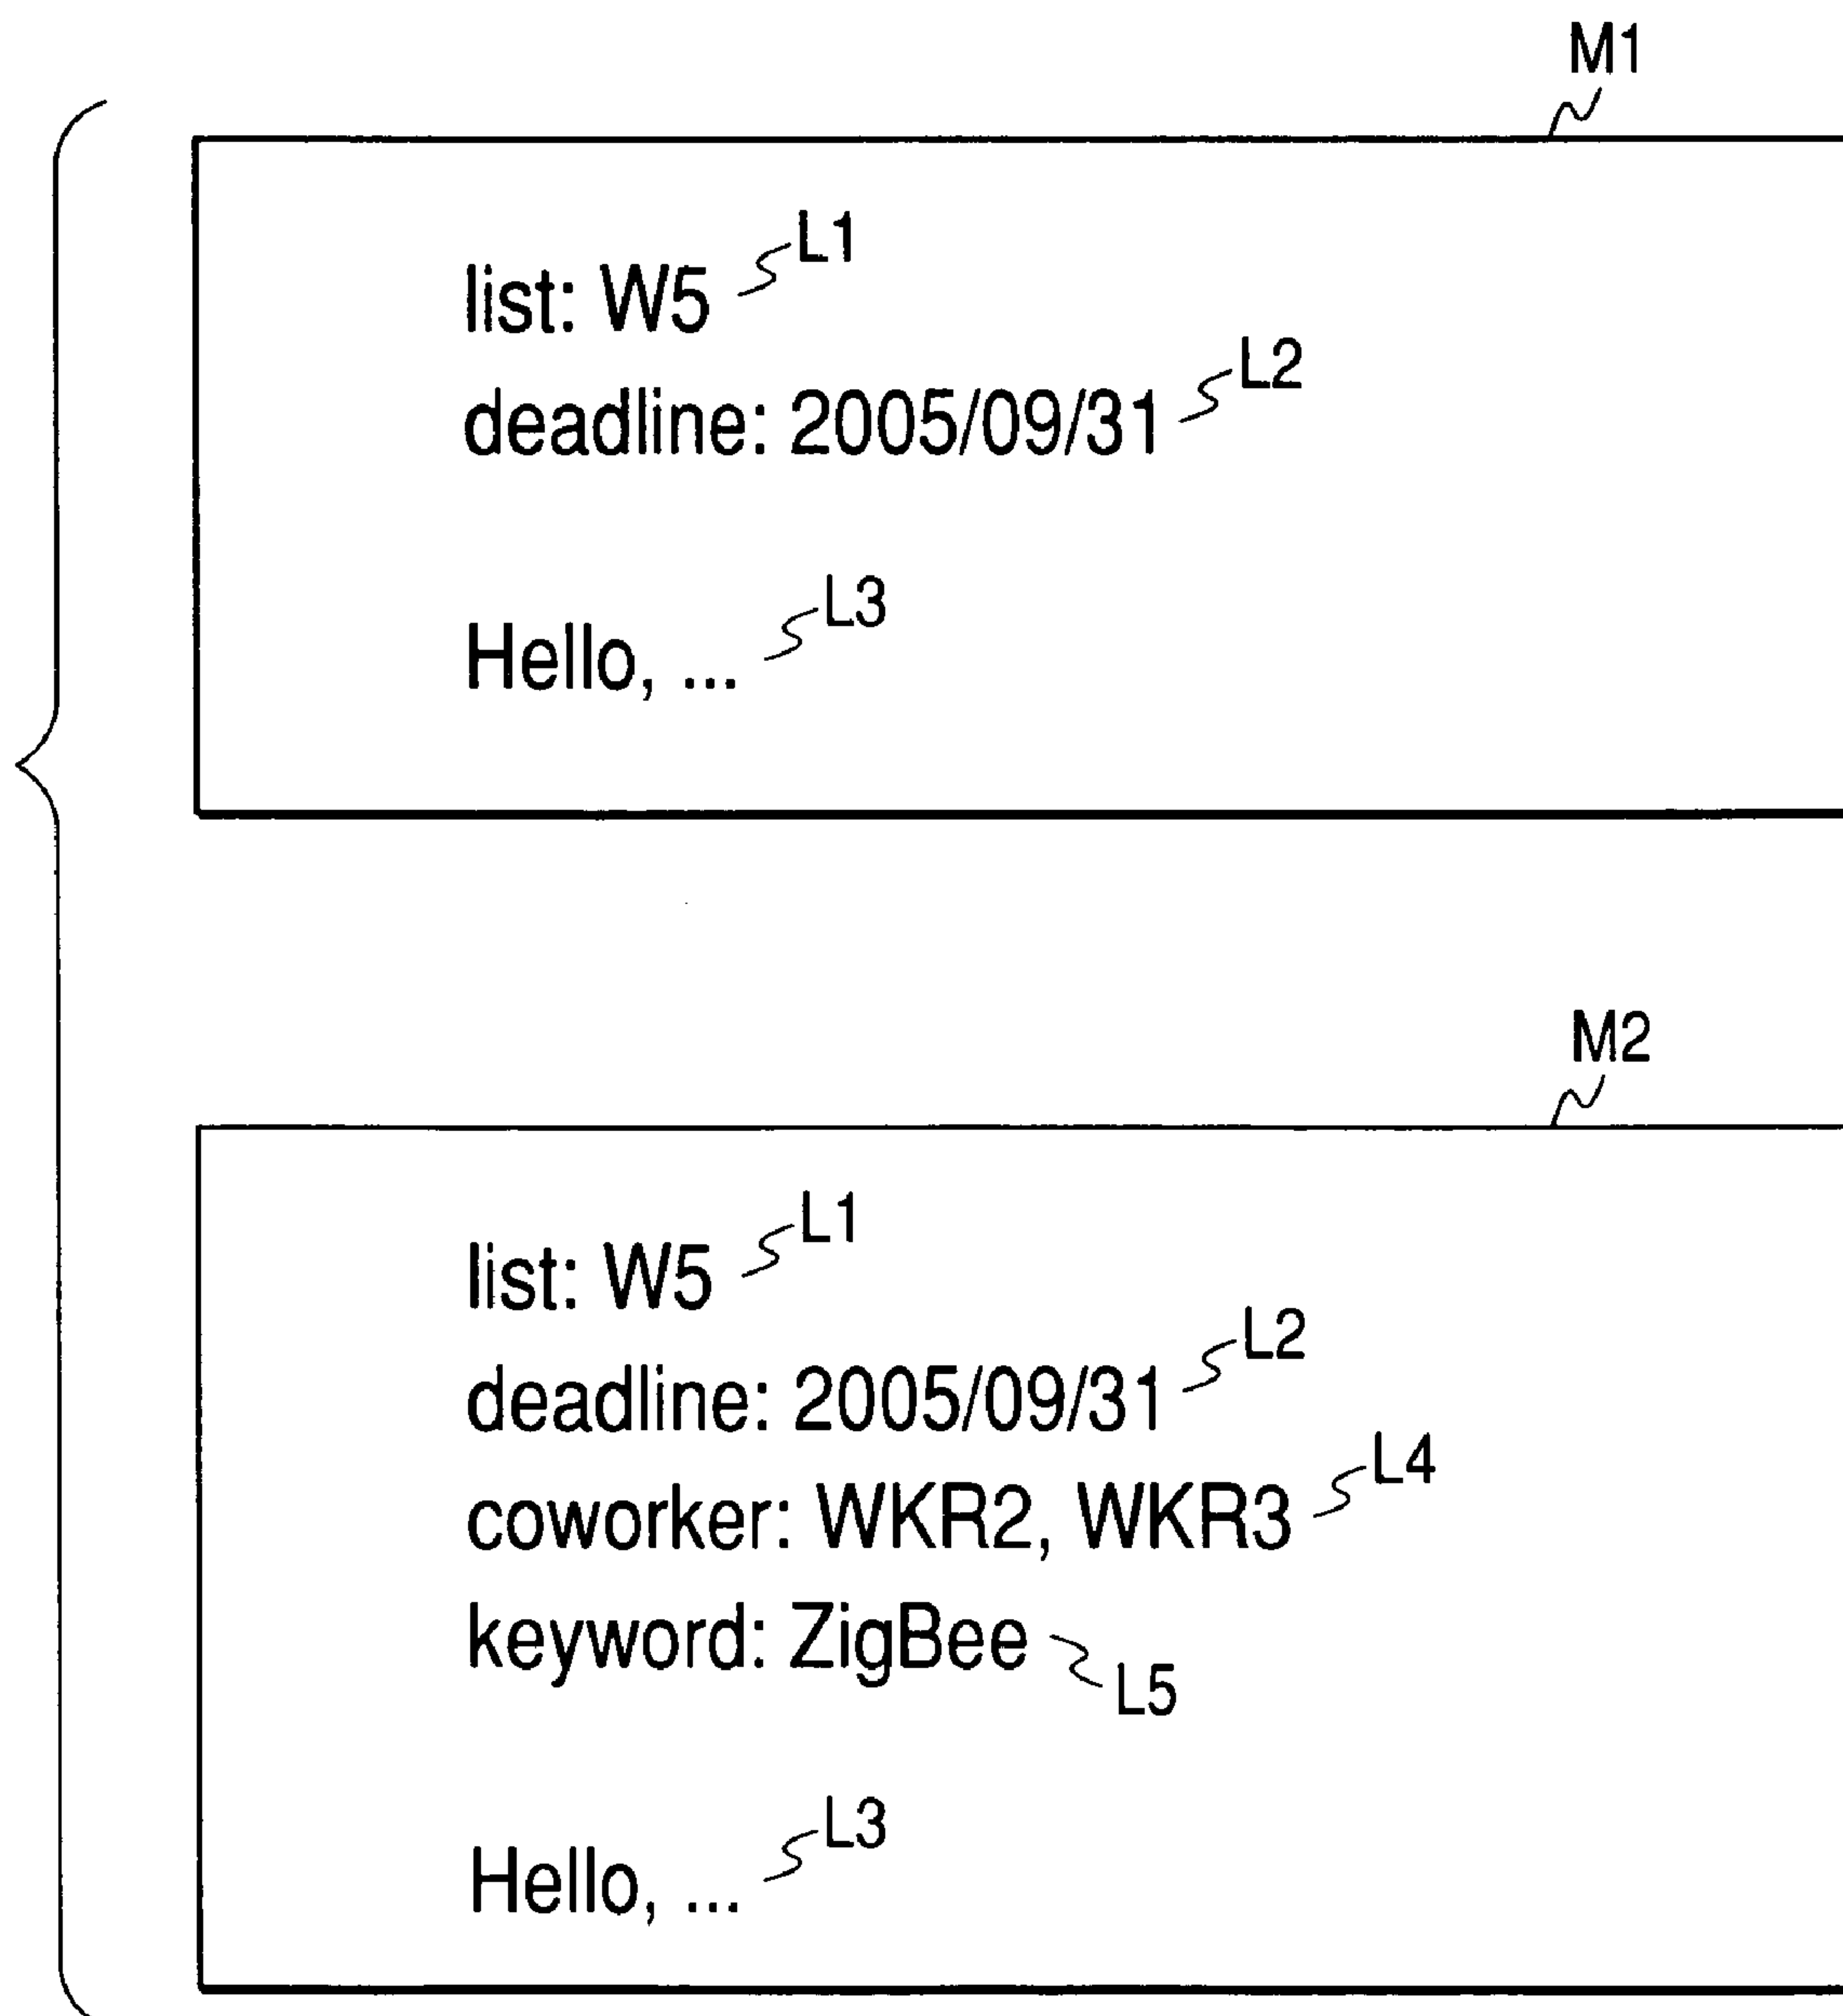 M1
list: W5 L1
deadline: 2005/09/31 L2
Hello, ... L3
M2
list: W5 L1
deadline: 2005/09/31 L2
coworker: WKR2, WKR3 L4
keyword: ZigBee L5
Hello, ... L3